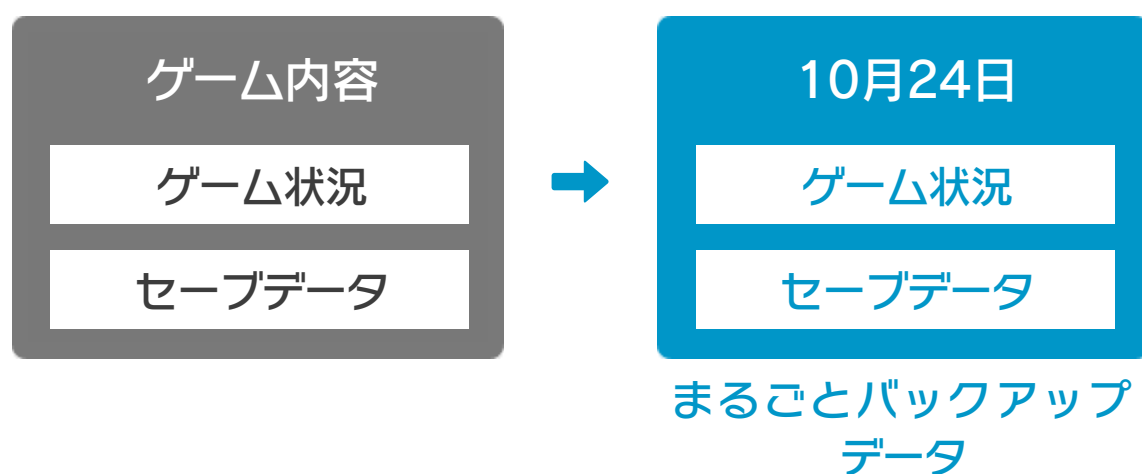 ゲーム内容
ゲーム状況
セーブデータ
10月24日
ゲーム状況
セーブデータ
まるごとバックアップ
データ